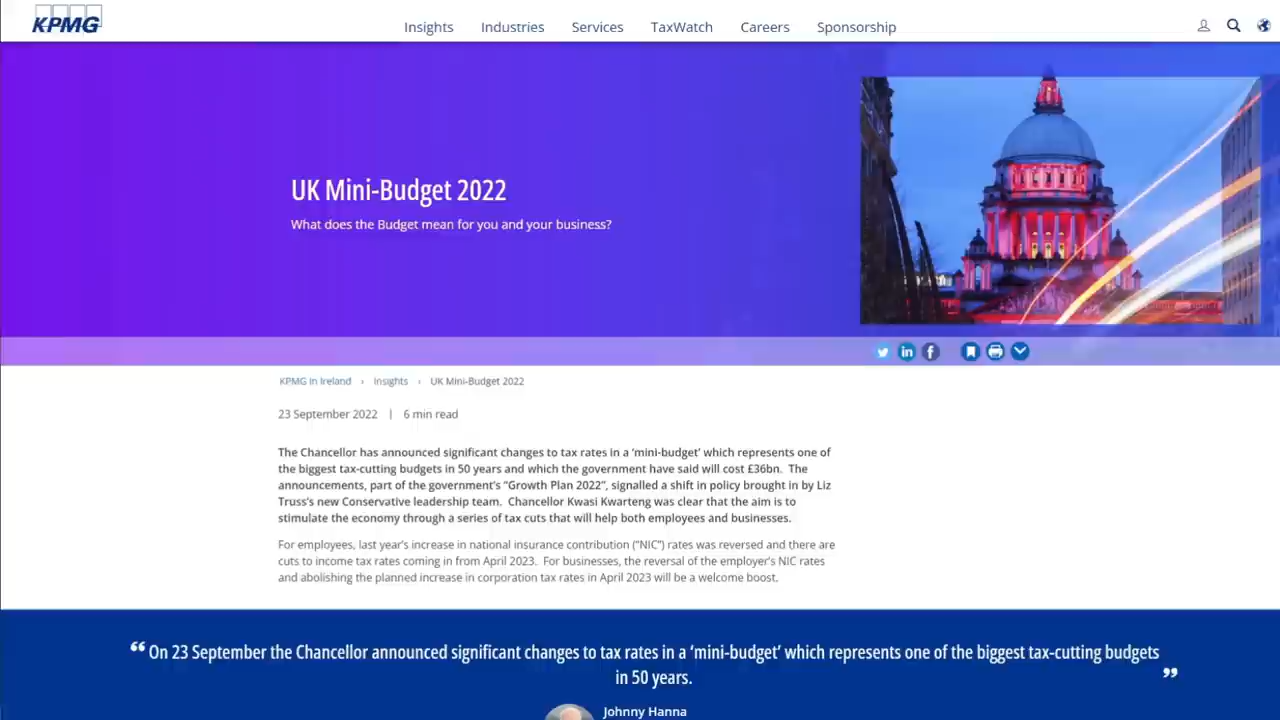 KPMG
Insights Industries Services TaxWatch Careers Sponsorship
UK Mini-Budget 2022
What does the Budget mean for you and your business?
KPMG in Ireland › Insights › UK Mini-Budget 2022
23 September 2022 | 6 min read
The Chancellor has announced significant changes to tax rates in a ‘mini-budget’ which represents one of
the biggest tax-cutting budgets in 50 years and which the government have said will cost £36bn. The
announcements, part of the government's “Growth Plan 2022”, signalled a shift in policy brought in by Liz
Truss's new Conservative leadership team. Chancellor Kwasi Kwarteng was clear that the aim is to
stimulate the economy through a series of tax cuts that will help both employees and businesses.
For employees, last year's increase in national insurance contribution (“NIC”) rates was reversed and there are
cuts to income tax rates coming in from April 2023. For businesses, the reversal of the employer's NIC rates
and abolishing the planned increase in corporation tax rates in April 2023 will be a welcome boost.
“On 23 September the Chancellor announced significant changes to tax rates in a ‘mini-budget’ which represents one of the biggest tax-cutting budgets
in 50 years. ”
Johnny Hanna